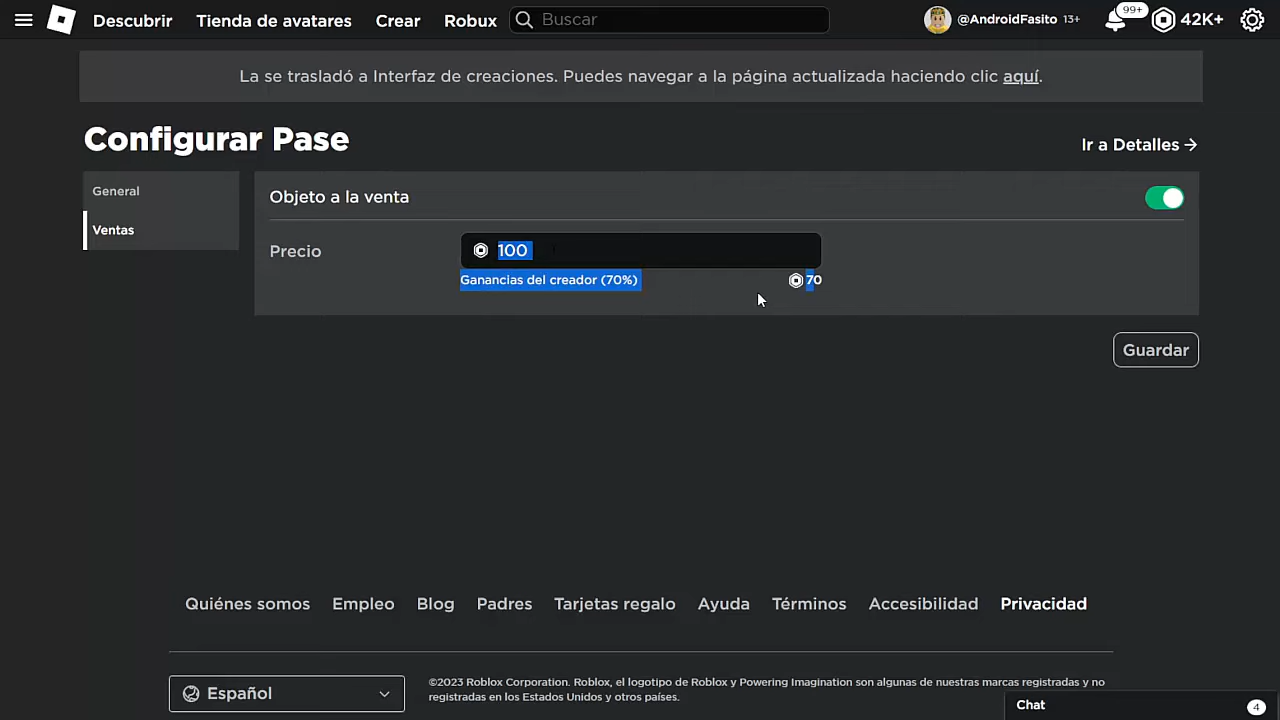 Descubrir Tienda de avatares Crear Robux Buscar @AndroidFasito 13+ 99+ 42K+
La se trasladó a Interfaz de creaciones. Puedes navegar a la página actualizada haciendo clic aquí.
Configurar Pase
Ir a Detalles →
General
Ventas
Objeto a la venta
Precio
100
Ganancias del creador (70%) 70
Guardar
Quiénes somos Empleo Blog Padres Tarjetas regalo Ayuda Términos Accesibilidad Privacidad
Español
©2023 Roblox Corporation. Roblox, el logotipo de Roblox y Powering Imagination son algunas de nuestras marcas registradas y no
registradas en los Estados Unidos y otros países.
Chat 4